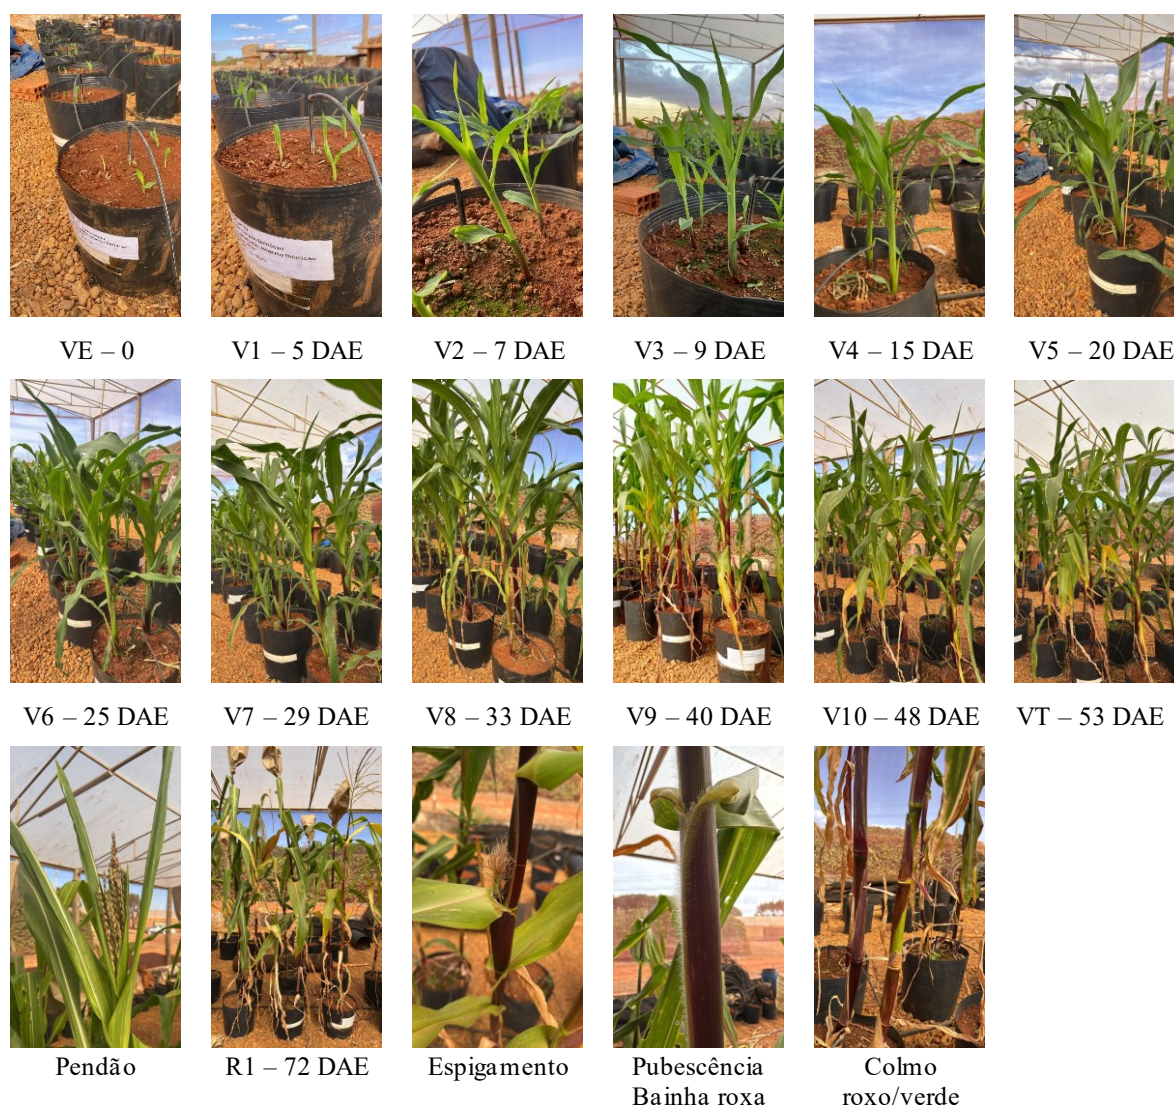 VE – 0
V1 – 5 DAE
V2 – 7 DAE
V3 – 9 DAE
V4 – 15 DAE
V5 – 20 DAE
V6 – 25 DAE
V7 – 29 DAE
V8 – 33 DAE
V9 – 40 DAE
V10 – 48 DAE
VT – 53 DAE
Pendão
R1 – 72 DAE
Espigamento
Pubescência
Bainha roxa
Colmo
roxo/verde